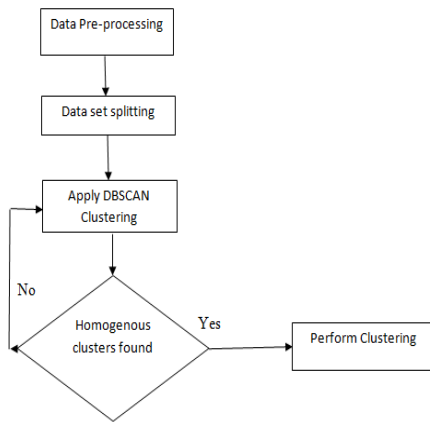 Data Pre-processing
Data set splitting
Apply DBSCAN
Clustering
No
Homogenous
clusters found
Yes
Perform Clustering